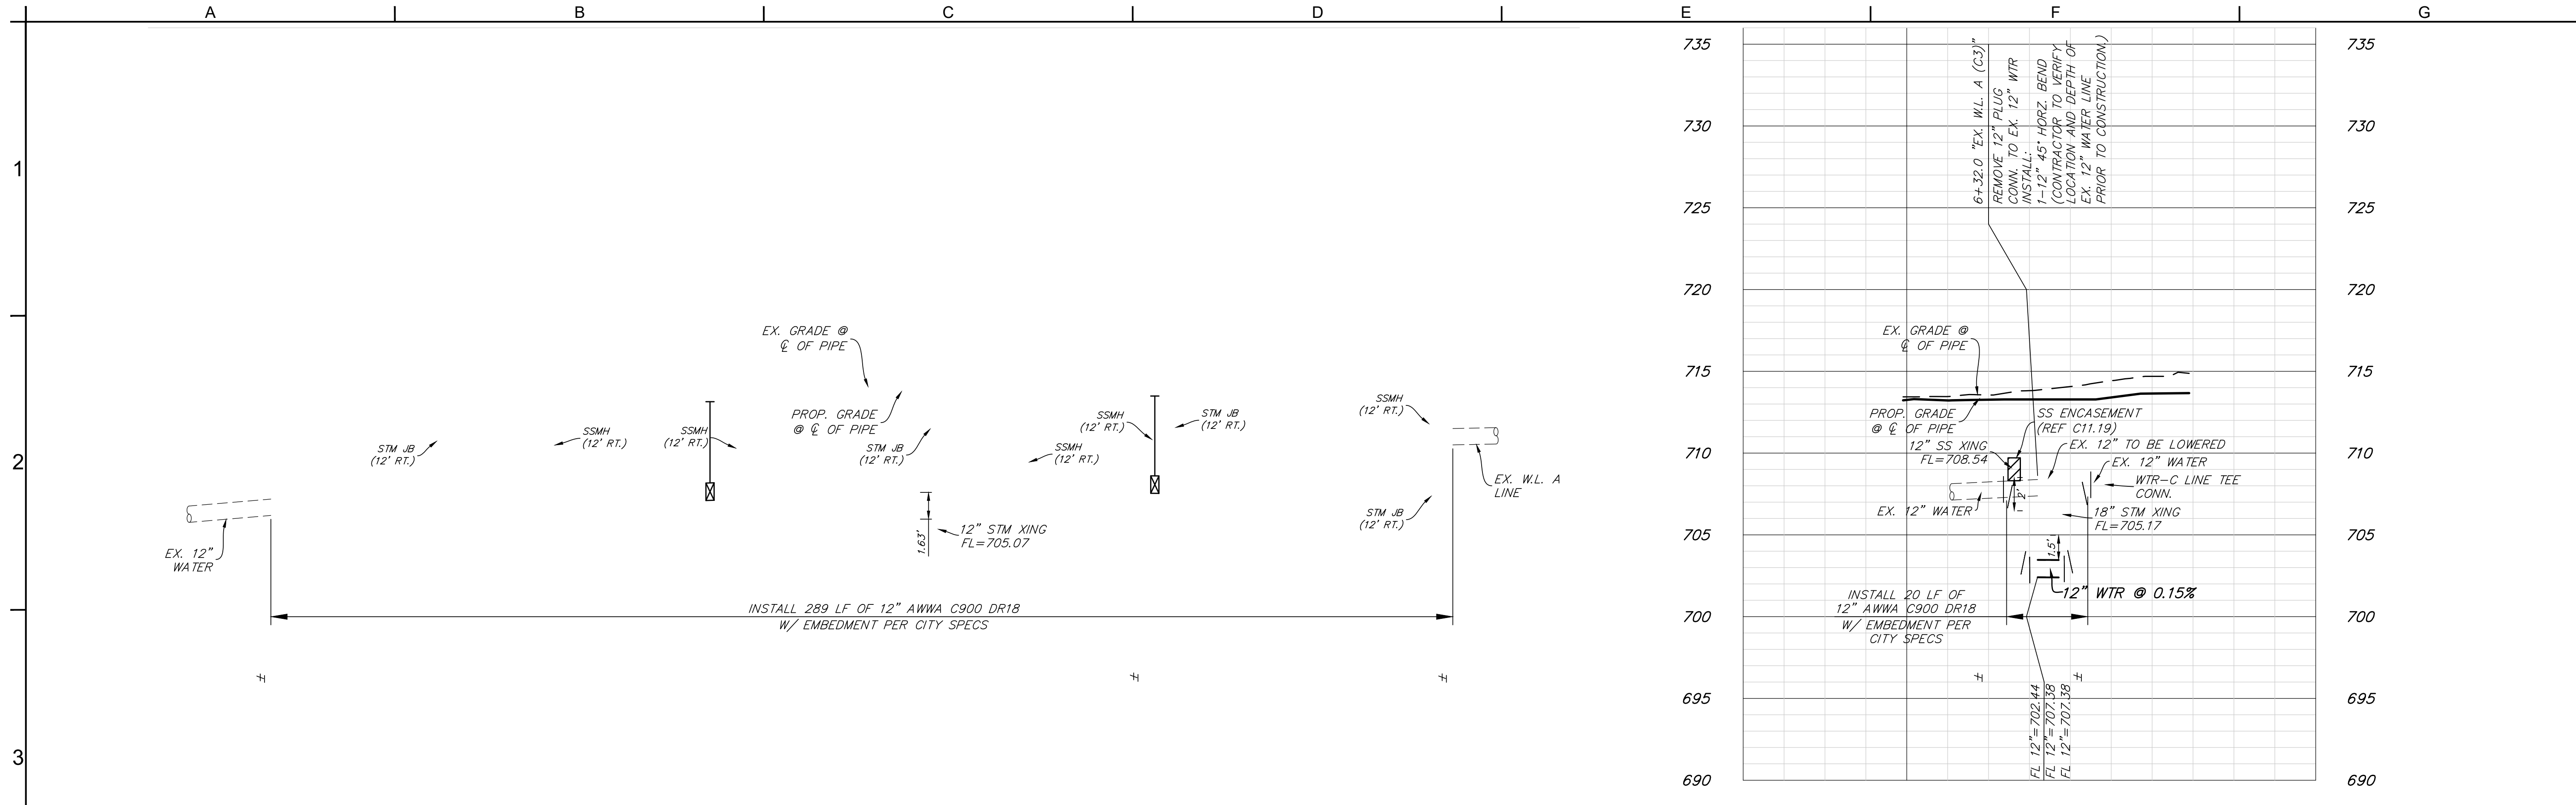 A
B
C
D
E
F
G
1
2
3
EX. GRADE @
℄ OF PIPE
PROP. GRADE
@ ℄ OF PIPE
STM JB
(12' RT.)
SSMH
(12' RT.)
SSMH
(12' RT.)
STM JB
(12' RT.)
SSMH
(12' RT.)
SSMH
(12' RT.)
STM JB
(12' RT.)
SSMH
(12' RT.)
STM JB
(12' RT.)
EX. W.L. A
LINE
EX. 12"
WATER
1.63'
12" STM XING
FL=705.07
INSTALL 289 LF OF 12" AWWA C900 DR18
W/ EMBEDMENT PER CITY SPECS
±
±
±
735
730
725
720
715
710
705
700
695
690
6+32.0 "EX. W.L. A (C3)"
REMOVE 12" PLUG
CONN. TO EX. 12" WTR
INSTALL:
1-12" 45° HORZ. BEND
(CONTRACTOR TO VERIFY
LOCATION AND DEPTH OF
EX. 12" WATER LINE
PRIOR TO CONSTRUCTION.)
EX. GRADE @
℄ OF PIPE
PROP. GRADE
@ ℄ OF PIPE
SS ENCASEMENT
(REF C11.19)
12" SS XING
FL=708.54
EX. 12" TO BE LOWERED
EX. 12" WATER
WTR-C LINE TEE
CONN.
EX. 12" WATER
2'
18" STM XING
FL=705.17
1.5'
12" WTR @ 0.15%
INSTALL 20 LF OF
12" AWWA C900 DR18
W/ EMBEDMENT PER
CITY SPECS
±
±
FL 12"=702.44
FL 12"=707.38
FL 12"=707.38
735
730
725
720
715
710
705
700
695
690